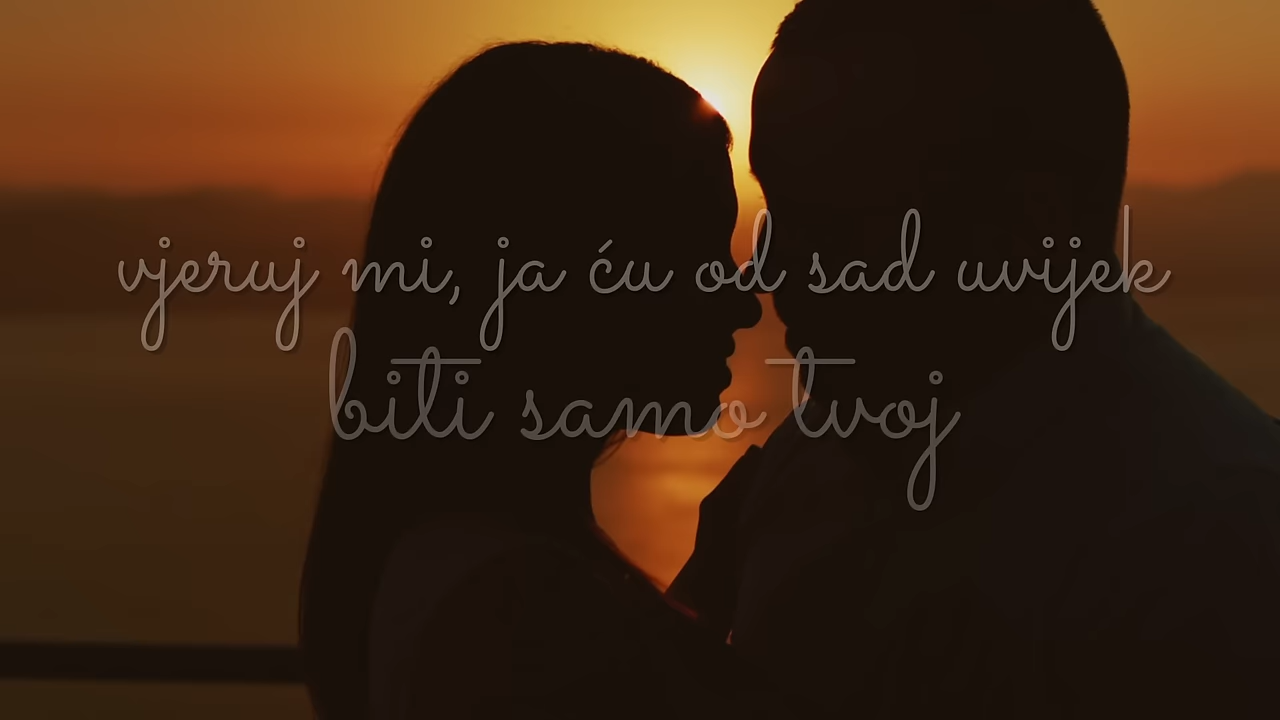 vjeruj mi, ja ću od sad uvijek
biti samo tvoj